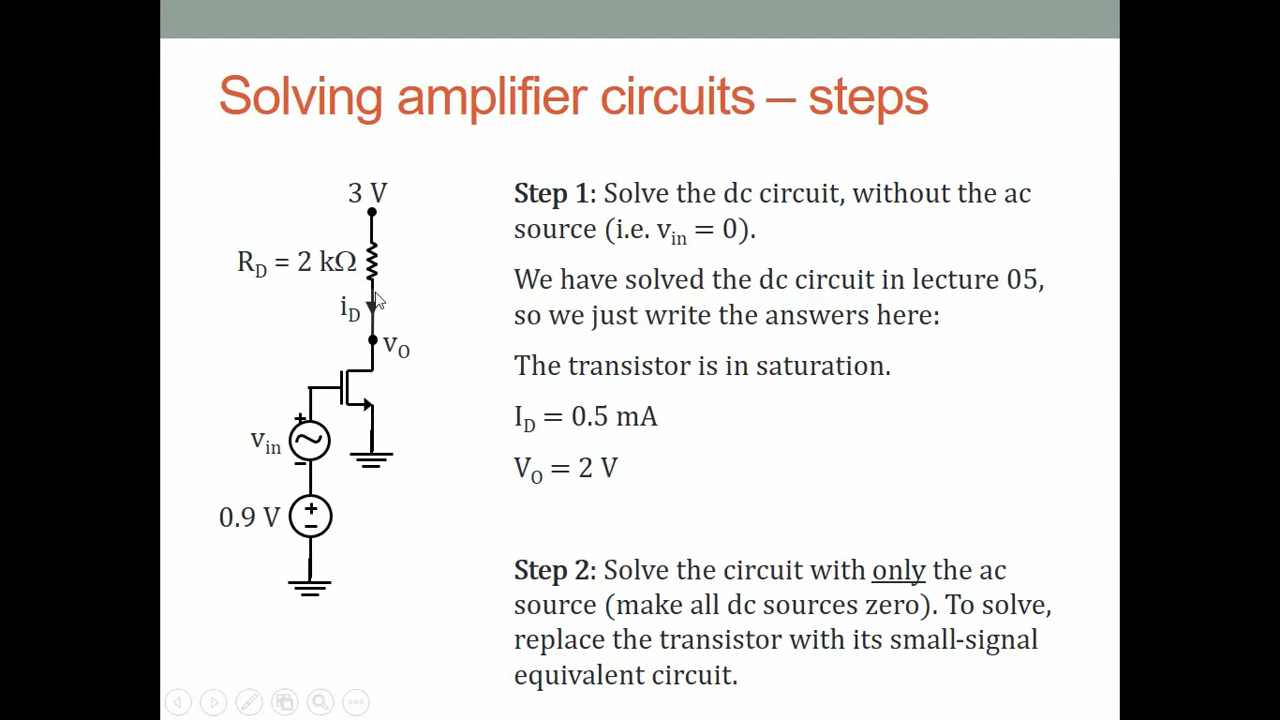 Solving amplifier circuits – steps
3 V
R_D = 2 kΩ
i_D
v_O
v_in
0.9 V
Step 1: Solve the dc circuit, without the ac
source (i.e. v_in = 0).
We have solved the dc circuit in lecture 05,
so we just write the answers here:
The transistor is in saturation.
I_D = 0.5 mA
V_O = 2 V
Step 2: Solve the circuit with only the ac
source (make all dc sources zero). To solve,
replace the transistor with its small-signal
equivalent circuit.